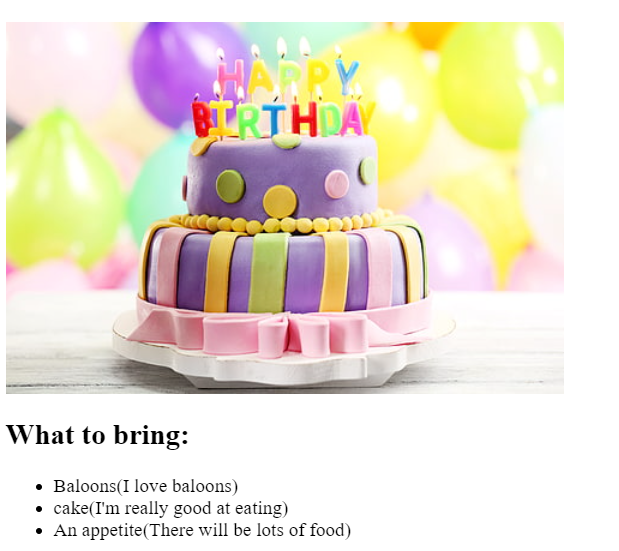 HAPPY
BIRTHDAY
What to bring:
Baloons(I love baloons)
cake(I'm really good at eating)
An appetite(There will be lots of food)